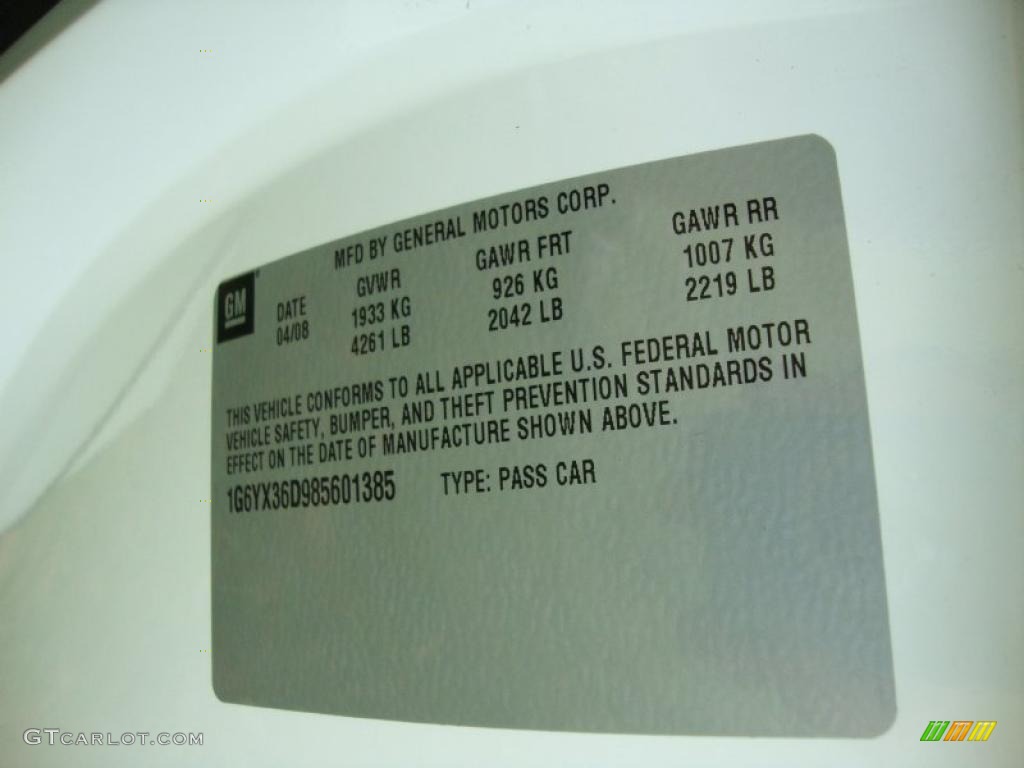 MFD BY GENERAL MOTORS CORP.
GM
DATE GVWR GAWR FRT GAWR RR
04/08 1933 KG 926 KG 1007 KG
4261 LB 2042 LB 2219 LB
THIS VEHICLE CONFORMS TO ALL APPLICABLE U.S. FEDERAL MOTOR
VEHICLE SAFETY, BUMPER, AND THEFT PREVENTION STANDARDS IN
EFFECT ON THE DATE OF MANUFACTURE SHOWN ABOVE.
1G6YX36D985601385 TYPE: PASS CAR
GTCARLOT.COM